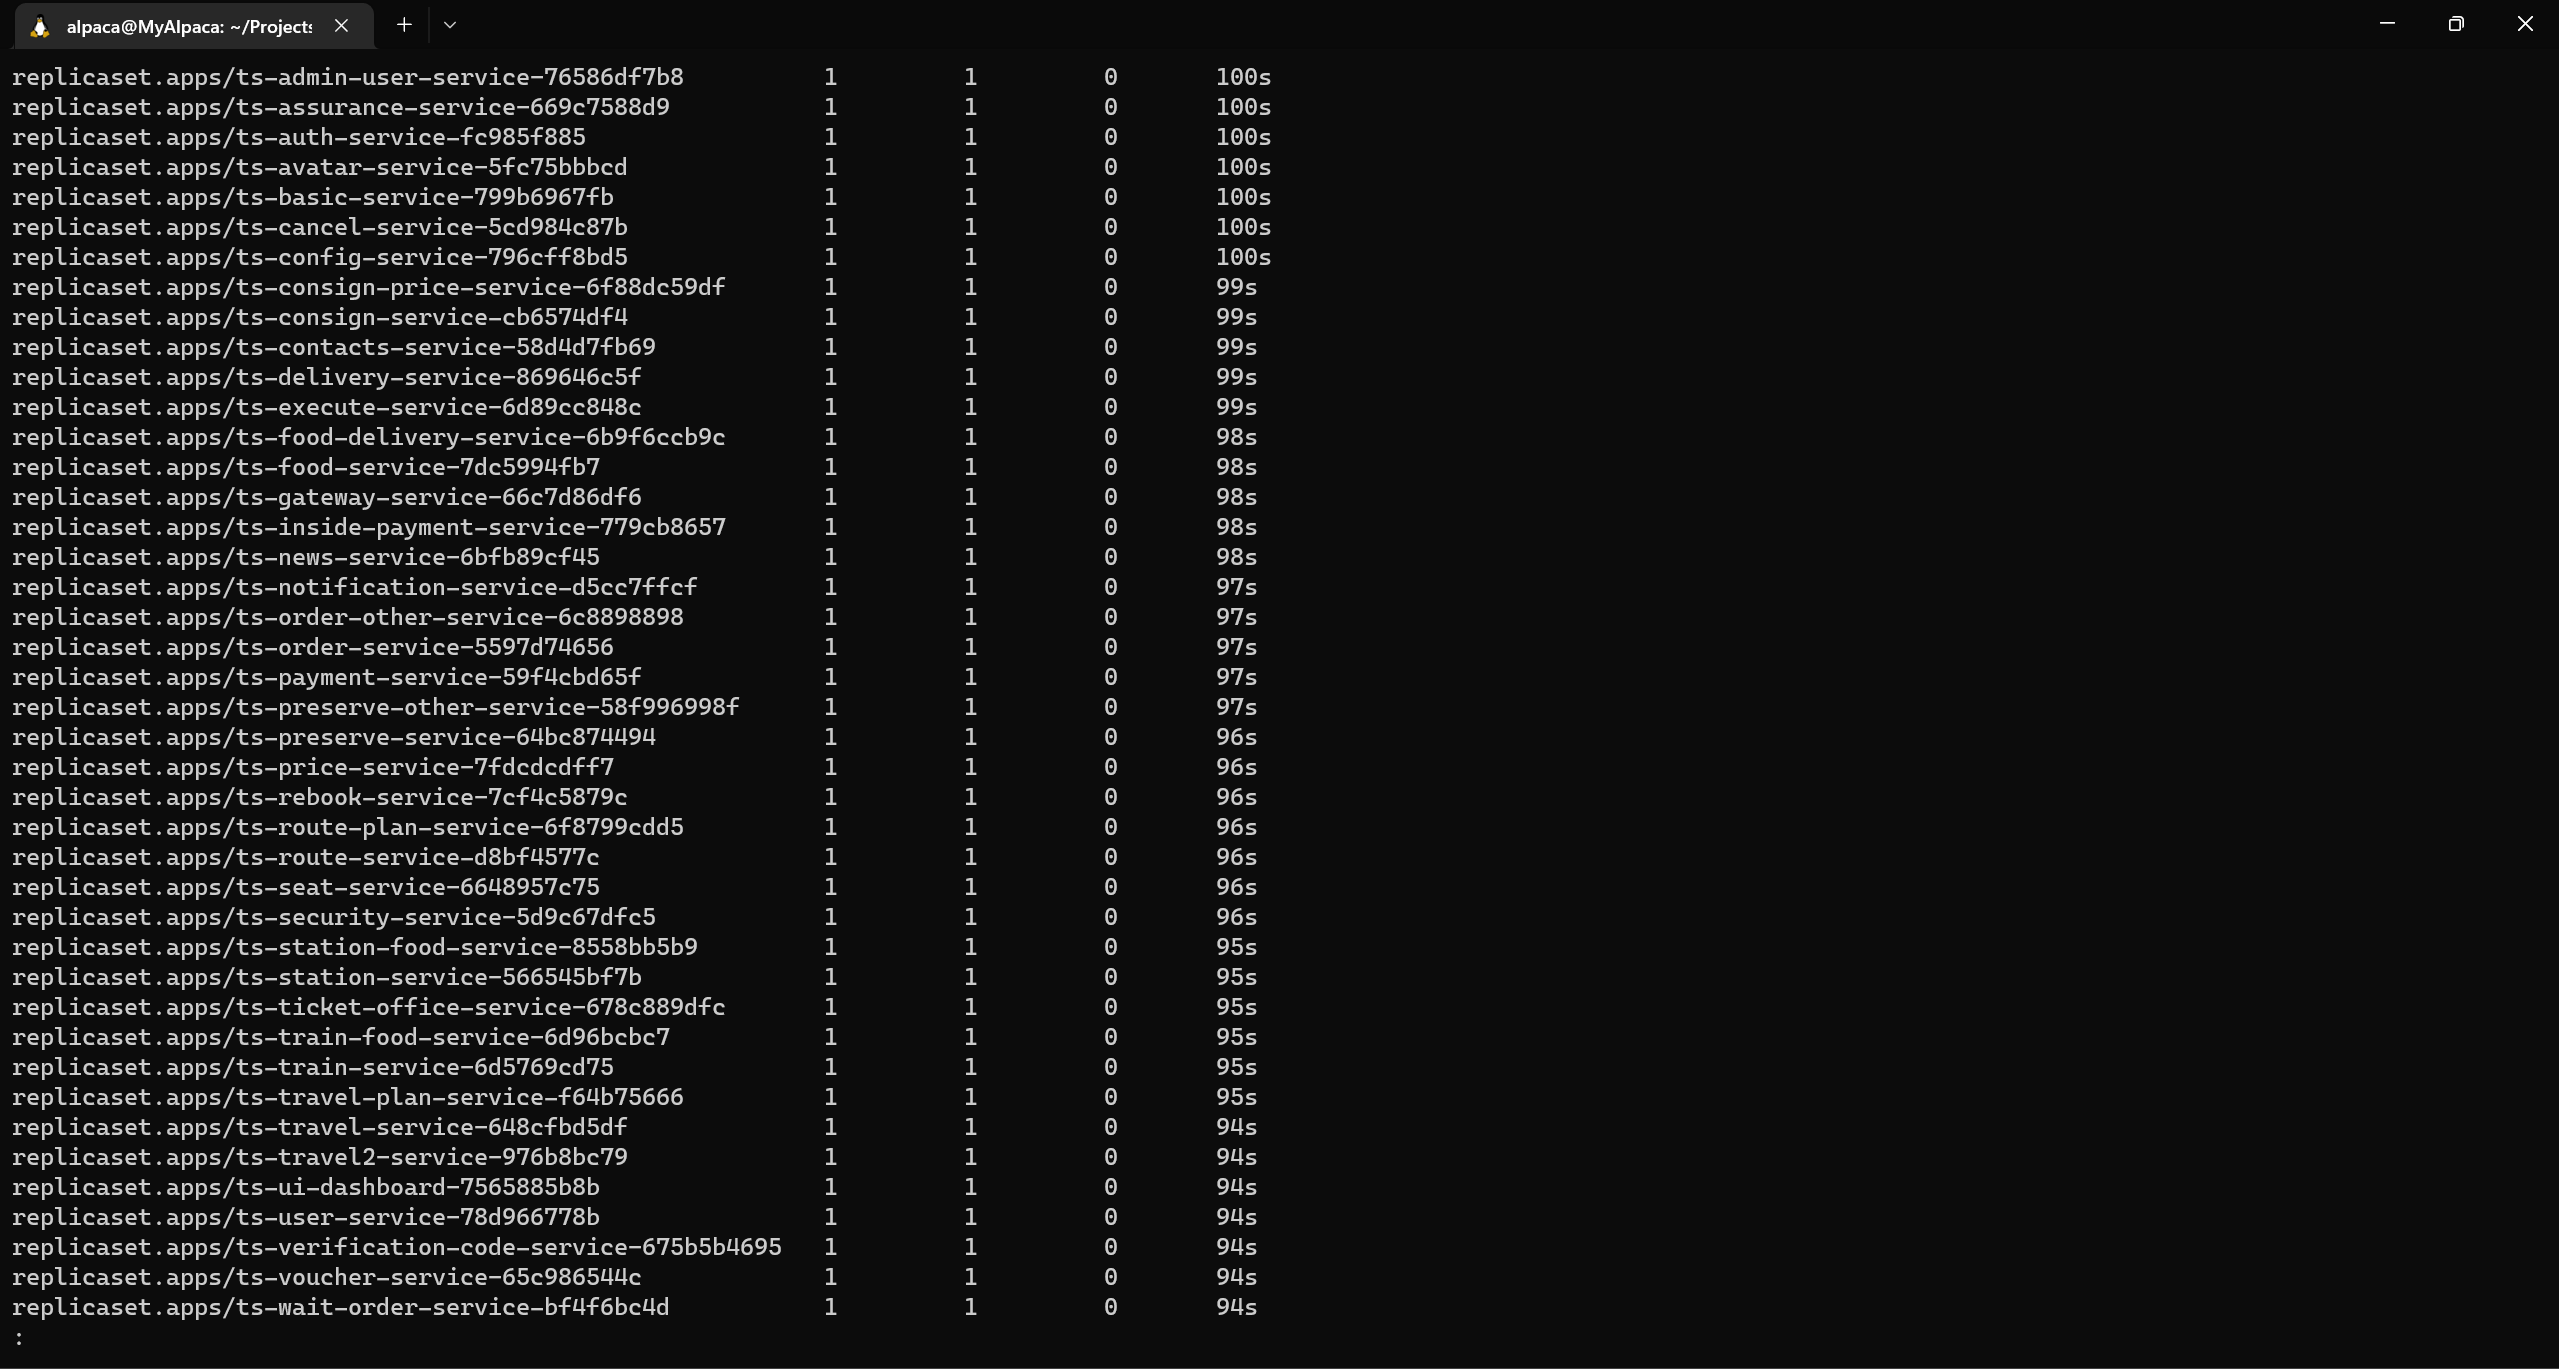 alpaca@MyAlpaca: ~/Projects
replicaset.apps/ts-admin-user-service-76586df7b8 1 1 0 100s
replicaset.apps/ts-assurance-service-669c7588d9 1 1 0 100s
replicaset.apps/ts-auth-service-fc985f885 1 1 0 100s
replicaset.apps/ts-avatar-service-5fc75bbbcd 1 1 0 100s
replicaset.apps/ts-basic-service-799b6967fb 1 1 0 100s
replicaset.apps/ts-cancel-service-5cd984c87b 1 1 0 100s
replicaset.apps/ts-config-service-796cff8bd5 1 1 0 100s
replicaset.apps/ts-consign-price-service-6f88dc59df 1 1 0 99s
replicaset.apps/ts-consign-service-cb6574df4 1 1 0 99s
replicaset.apps/ts-contacts-service-58d4d7fb69 1 1 0 99s
replicaset.apps/ts-delivery-service-869646c5f 1 1 0 99s
replicaset.apps/ts-execute-service-6d89cc848c 1 1 0 99s
replicaset.apps/ts-food-delivery-service-6b9f6ccb9c 1 1 0 98s
replicaset.apps/ts-food-service-7dc5994fb7 1 1 0 98s
replicaset.apps/ts-gateway-service-66c7d86df6 1 1 0 98s
replicaset.apps/ts-inside-payment-service-779cb8657 1 1 0 98s
replicaset.apps/ts-news-service-6bfb89cf45 1 1 0 98s
replicaset.apps/ts-notification-service-d5cc7ffcf 1 1 0 97s
replicaset.apps/ts-order-other-service-6c8898898 1 1 0 97s
replicaset.apps/ts-order-service-5597d74656 1 1 0 97s
replicaset.apps/ts-payment-service-59f4cbd65f 1 1 0 97s
replicaset.apps/ts-preserve-other-service-58f996998f 1 1 0 97s
replicaset.apps/ts-preserve-service-64bc874494 1 1 0 96s
replicaset.apps/ts-price-service-7fdcdcdff7 1 1 0 96s
replicaset.apps/ts-rebook-service-7cf4c5879c 1 1 0 96s
replicaset.apps/ts-route-plan-service-6f8799cdd5 1 1 0 96s
replicaset.apps/ts-route-service-d8bf4577c 1 1 0 96s
replicaset.apps/ts-seat-service-6648957c75 1 1 0 96s
replicaset.apps/ts-security-service-5d9c67dfc5 1 1 0 96s
replicaset.apps/ts-station-food-service-8558bb5b9 1 1 0 95s
replicaset.apps/ts-station-service-566545bf7b 1 1 0 95s
replicaset.apps/ts-ticket-office-service-678c889dfc 1 1 0 95s
replicaset.apps/ts-train-food-service-6d96bcbc7 1 1 0 95s
replicaset.apps/ts-train-service-6d5769cd75 1 1 0 95s
replicaset.apps/ts-travel-plan-service-f64b75666 1 1 0 95s
replicaset.apps/ts-travel-service-648cfbd5df 1 1 0 94s
replicaset.apps/ts-travel2-service-976b8bc79 1 1 0 94s
replicaset.apps/ts-ui-dashboard-7565885b8b 1 1 0 94s
replicaset.apps/ts-user-service-78d966778b 1 1 0 94s
replicaset.apps/ts-verification-code-service-675b5b4695 1 1 0 94s
replicaset.apps/ts-voucher-service-65c986544c 1 1 0 94s
replicaset.apps/ts-wait-order-service-bf4f6bc4d 1 1 0 94s
: